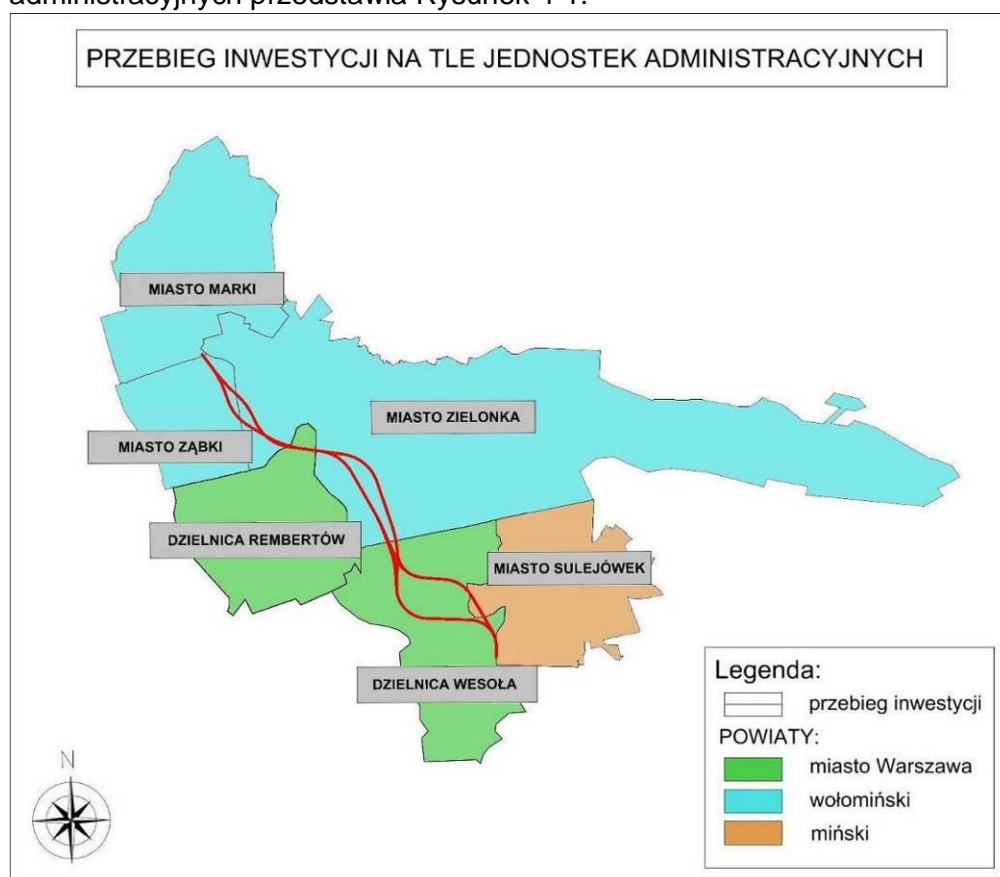 administracyjnych przedstawia Rysunek 4-1.
PRZEBIEG INWESTYCJI NA TLE JEDNOSTEK ADMINISTRACYJNYCH
MIASTO MARKI
MIASTO ZIELONKA
MIASTO ZĄBKI
DZIELNICA REMBERTÓW
MIASTO SULEJÓWEK
DZIELNICA WESOŁA
Legenda:
przebieg inwestycji
POWIATY:
miasto Warszawa
wołomiński
miński
N